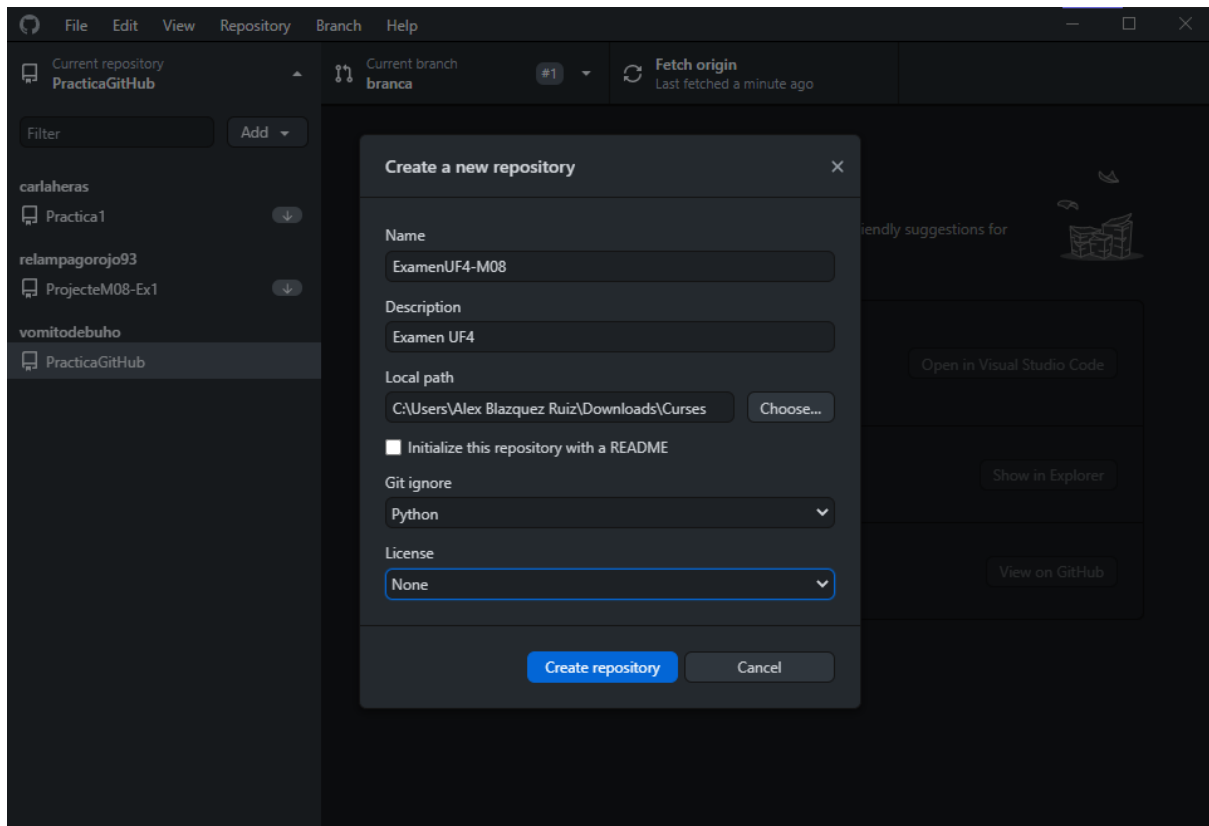 File Edit View Repository Branch Help
Current repository
PracticaGitHub
Current branch
branca
#1
Fetch origin
Last fetched a minute ago
Filter
Add
carlaheras
Practica1
relampagorojo93
ProjecteM08-Ex1
vomitodebuho
PracticaGitHub
iendly suggestions for
Open in Visual Studio Code
Show in Explorer
View on GitHub
Create a new repository
Name
ExamenUF4-M08
Description
Examen UF4
Local path
C:\Users\Alex Blazquez Ruiz\Downloads\Curses
Choose...
Initialize this repository with a README
Git ignore
Python
License
None
Create repository
Cancel